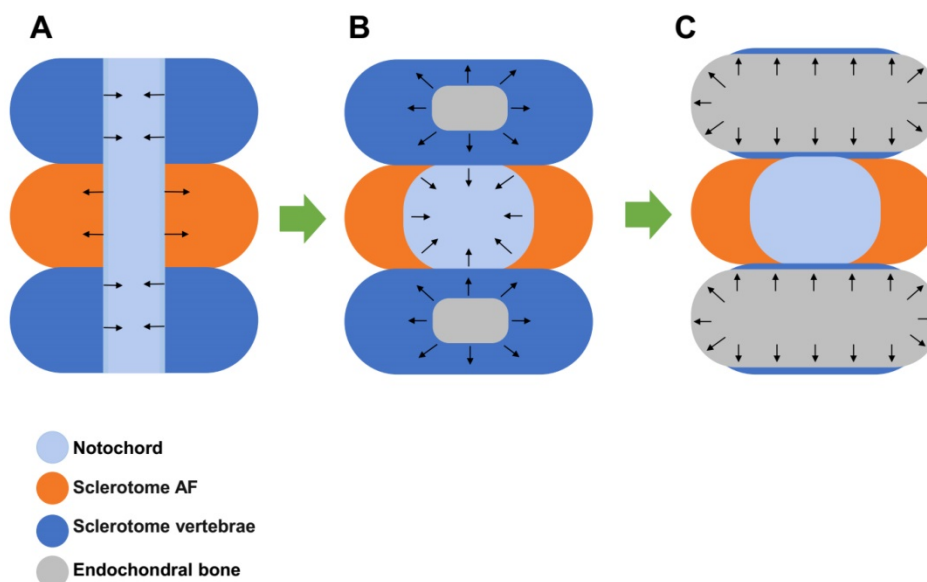 A
B
C
Notochord
Sclerotome AF
Sclerotome vertebrae
Endochondral bone